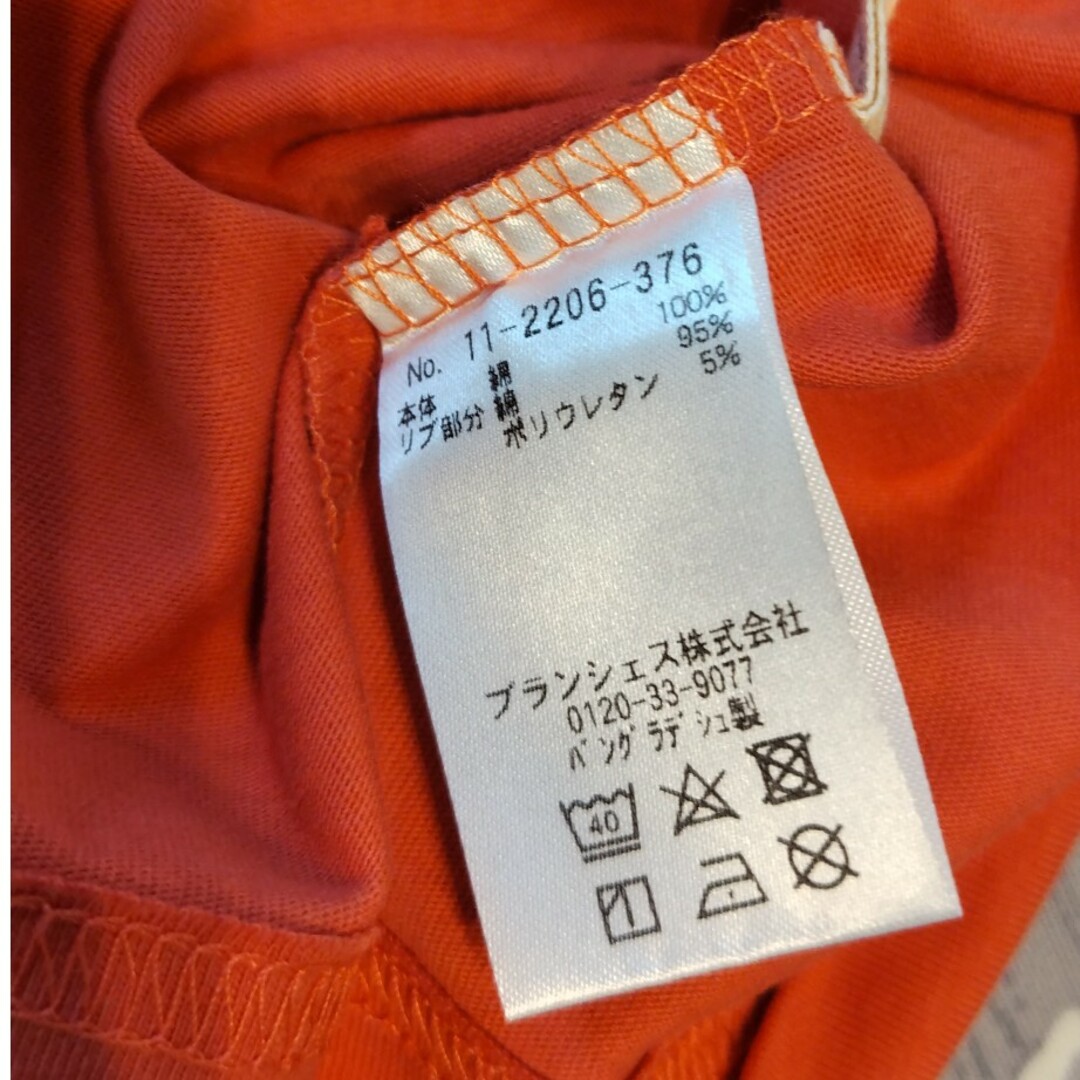 No. 11-2206-376
本体 綿 100%
リブ部分 綿 95%
ポリウレタン 5%
ブランシェス株式会社
0120-33-9077
バングラデシュ製
40